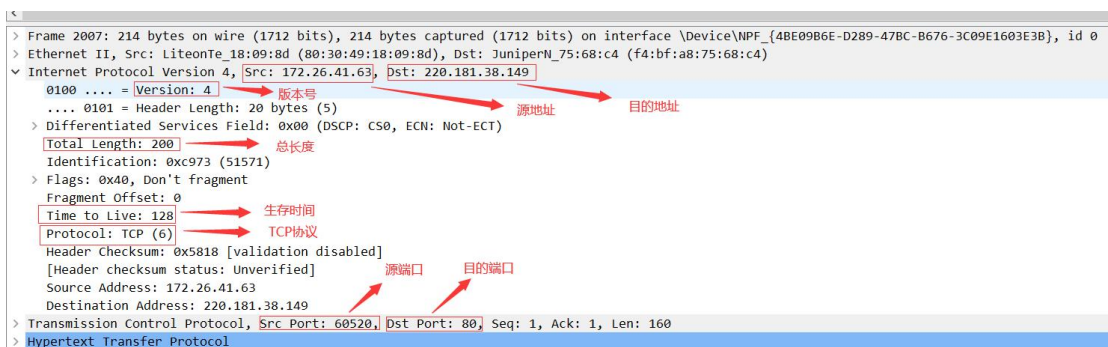 Frame 2007: 214 bytes on wire (1712 bits), 214 bytes captured (1712 bits) on interface \Device\NPF_{4BE09B6E-D289-47BC-B676-3C09E1603E3B}, id 0
Ethernet II, Src: LiteonTe_18:09:8d (80:30:49:18:09:8d), Dst: JuniperN_75:68:c4 (f4:bf:a8:75:68:c4)
Internet Protocol Version 4, Src: 172.26.41.63, Dst: 220.181.38.149
0100 .... = Version: 4 版本号
.... 0101 = Header Length: 20 bytes (5) 源地址 目的地址
Differentiated Services Field: 0x00 (DSCP: CS0, ECN: Not-ECT)
Total Length: 200 总长度
Identification: 0xc973 (51571)
Flags: 0x40, Don't fragment
Fragment Offset: 0
Time to Live: 128 生存时间
Protocol: TCP (6) TCP协议
Header Checksum: 0x5818 [validation disabled]
[Header checksum status: Unverified] 源端口 目的端口
Source Address: 172.26.41.63
Destination Address: 220.181.38.149
Transmission Control Protocol, Src Port: 60520, Dst Port: 80, Seq: 1, Ack: 1, Len: 160
Hypertext Transfer Protocol